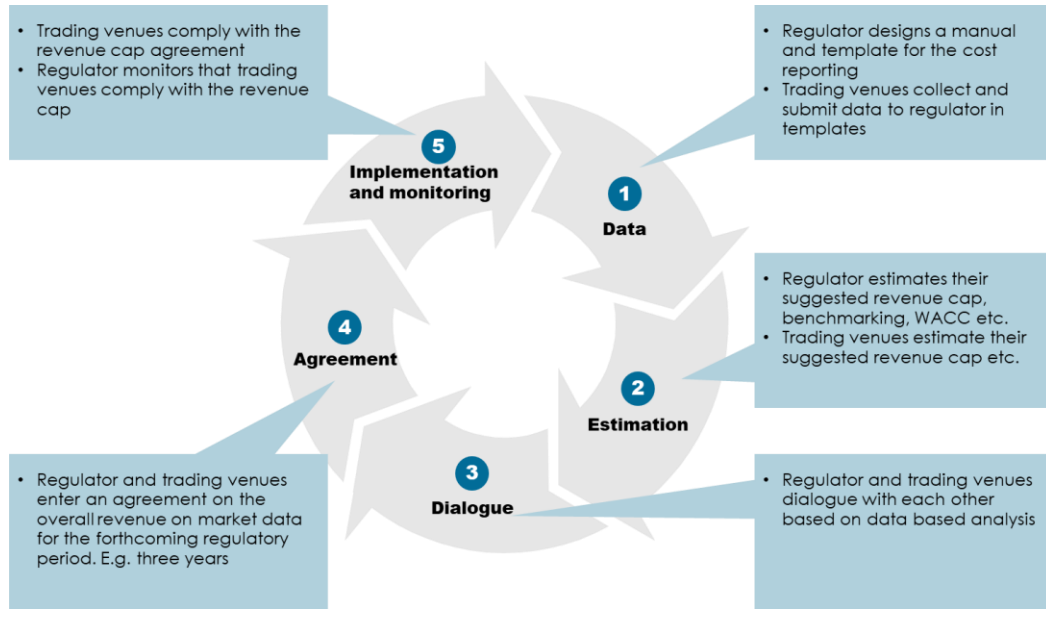 • Trading venues comply with the
revenue cap agreement
• Regulator monitors that trading
venues comply with the revenue
cap
• Regulator designs a manual
and template for the cost
reporting
• Trading venues collect and
submit data to regulator in
templates
5
Implementation
and monitoring
1
Data
• Regulator estimates their
suggested revenue cap,
benchmarking, WACC etc.
• Trading venues estimate their
suggested revenue cap etc.
4
Agreement
2
Estimation
3
Dialogue
• Regulator and trading venues
enter an agreement on the
overall revenue on market data
for the forthcoming regulatory
period. E.g. three years
• Regulator and trading venues
dialogue with each other
based on data based analysis